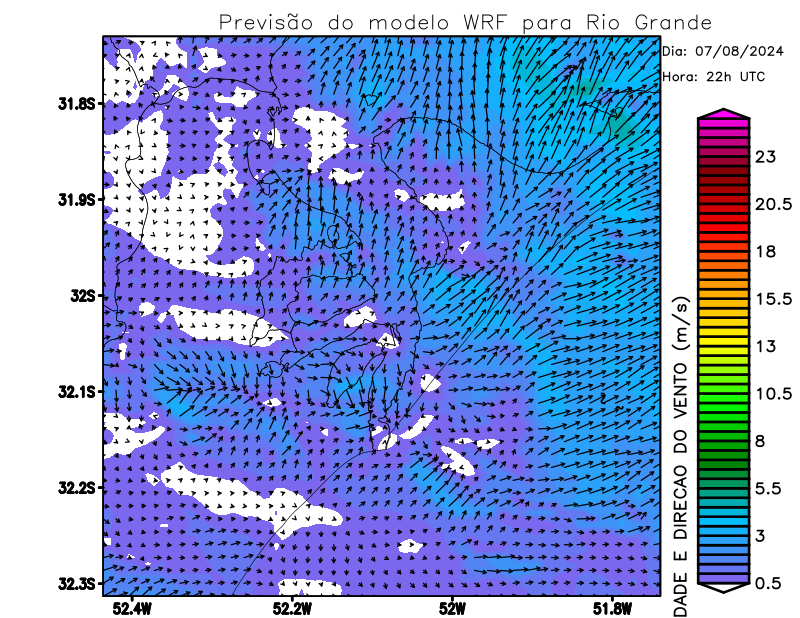 Previsão do modelo WRF para Rio Grande
Dia: 07/08/2024
Hora: 22h UTC
31.8S
31.9S
32S
32.1S
32.2S
32.3S
52.4W
52.2W
52W
51.8W
23
20.5
18
15.5
13
10.5
8
5.5
3
0.5
DADE E DIRECAO DO VENTO (m/s)